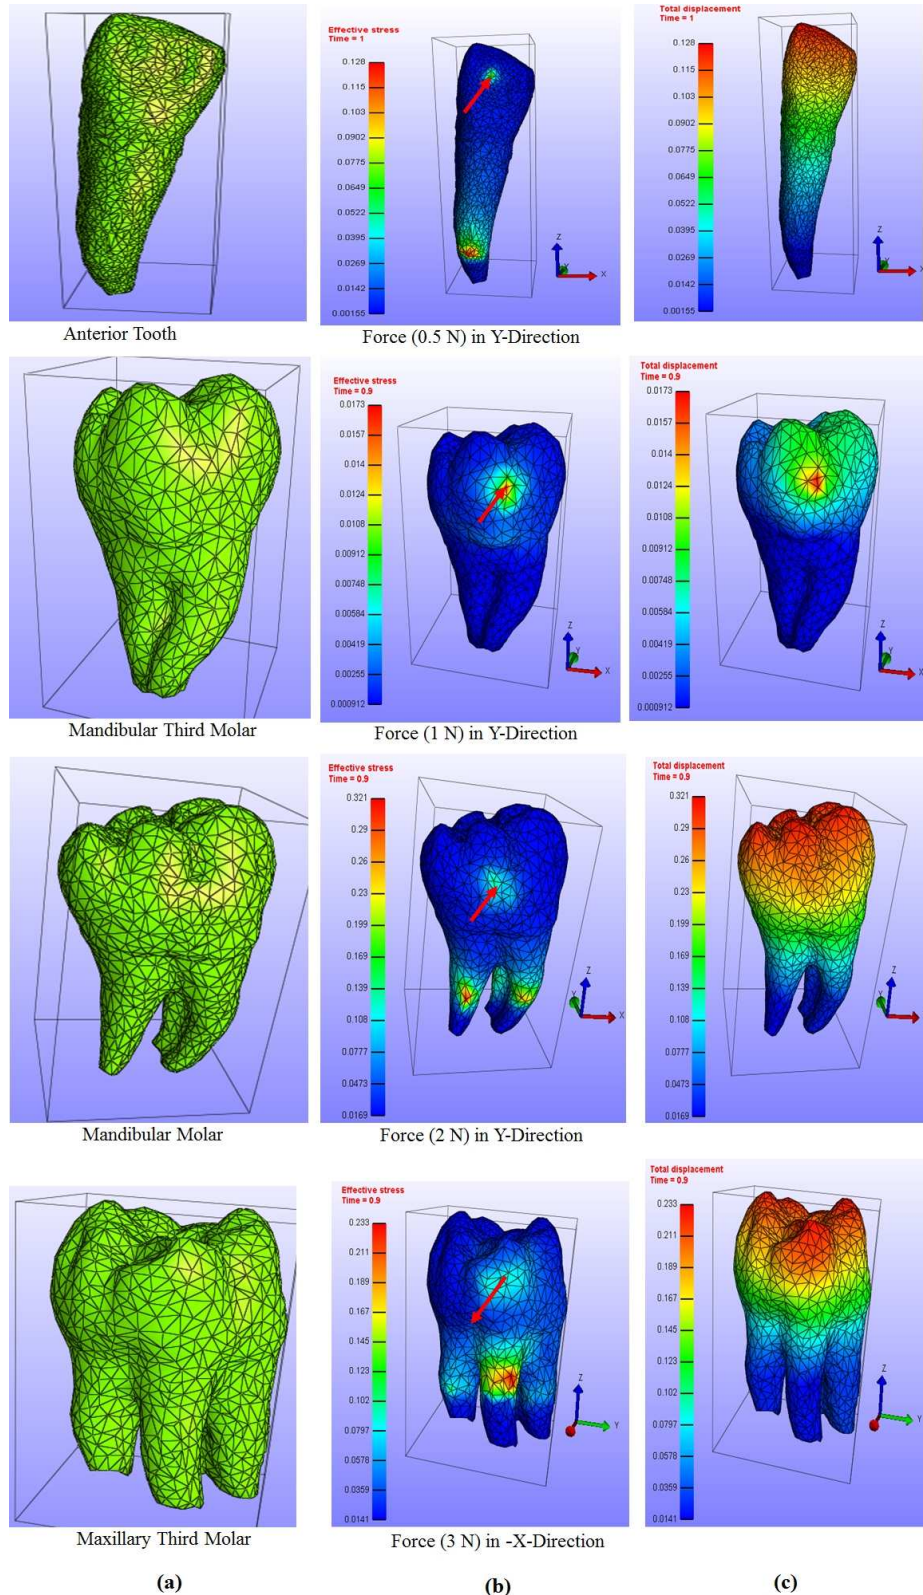 Effective stress
Time = 1
0.128
0.115
0.103
0.0902
0.0775
0.0649
0.0522
0.0395
0.0269
0.0142
0.00155
Z
Y
X
Total displacement
Time = 1
0.128
0.115
0.103
0.0902
0.0775
0.0649
0.0522
0.0395
0.0269
0.0142
0.00155
Z
Y
X
Anterior Tooth
Force (0.5 N) in Y-Direction
Effective stress
Time = 0.9
0.0173
0.0157
0.014
0.0124
0.0108
0.00912
0.00748
0.00584
0.00419
0.00255
0.000912
Z
Y
X
Total displacement
Time = 0.9
0.0173
0.0157
0.014
0.0124
0.0108
0.00912
0.00748
0.00584
0.00419
0.00255
0.000912
Z
Y
X
Mandibular Third Molar
Force (1 N) in Y-Direction
Effective stress
Time = 0.9
0.321
0.29
0.26
0.23
0.199
0.169
0.139
0.108
0.0777
0.0473
0.0169
Z
Y
X
Total displacement
Time = 0.9
0.321
0.29
0.26
0.23
0.199
0.169
0.139
0.108
0.0777
0.0473
0.0169
Z
Y
Mandibular Molar
Force (2 N) in Y-Direction
Effective stress
Time = 0.9
0.233
0.211
0.189
0.167
0.145
0.124
0.102
0.0797
0.0578
0.0359
0.0141
Z
Y
Total displacement
Time = 0.9
0.233
0.211
0.189
0.167
0.145
0.124
0.102
0.0797
0.0578
0.0359
0.0141
Z
Y
Maxillary Third Molar
Force (3 N) in -X-Direction
(a)
(b)
(c)